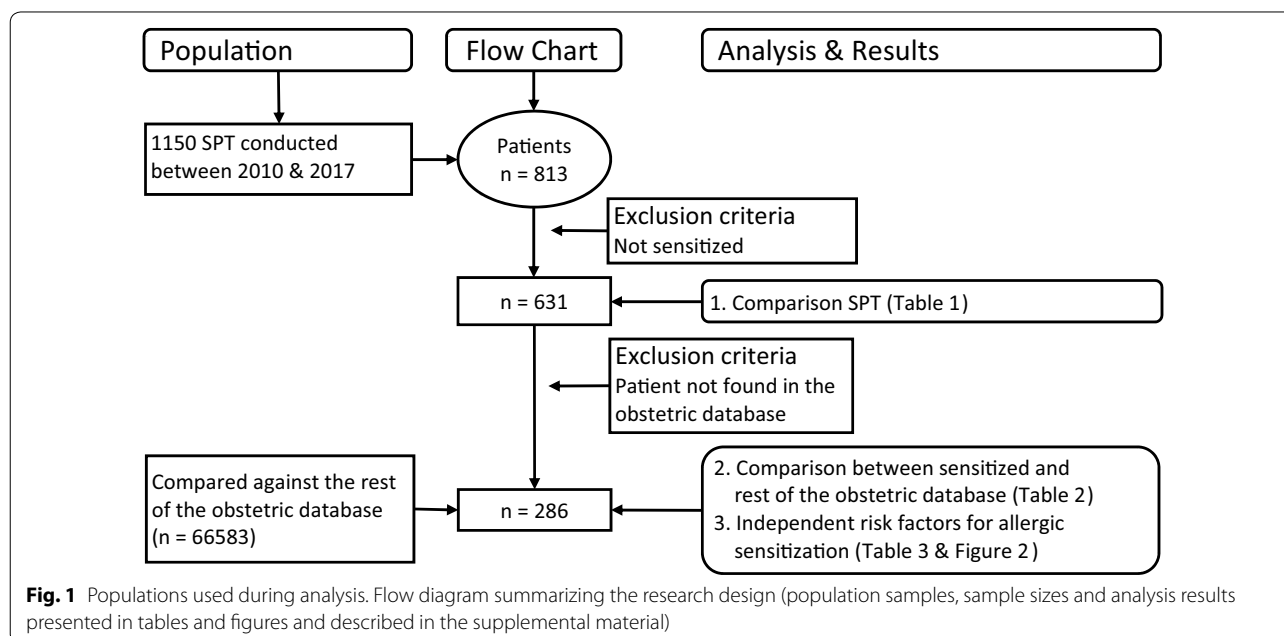 Population
Flow Chart
Analysis & Results
1150 SPT conducted
between 2010 & 2017
Patients
n = 813
Exclusion criteria
Not sensitized
n = 631
1. Comparison SPT (Table 1)
Exclusion criteria
Patient not found in the
obstetric database
Compared against the rest
of the obstetric database
(n = 66583)
n = 286
2. Comparison between sensitized and
rest of the obstetric database (Table 2)
3. Independent risk factors for allergic
sensitization (Table 3 & Figure 2)
Fig. 1 Populations used during analysis. Flow diagram summarizing the research design (population samples, sample sizes and analysis results
presented in tables and figures and described in the supplemental material)